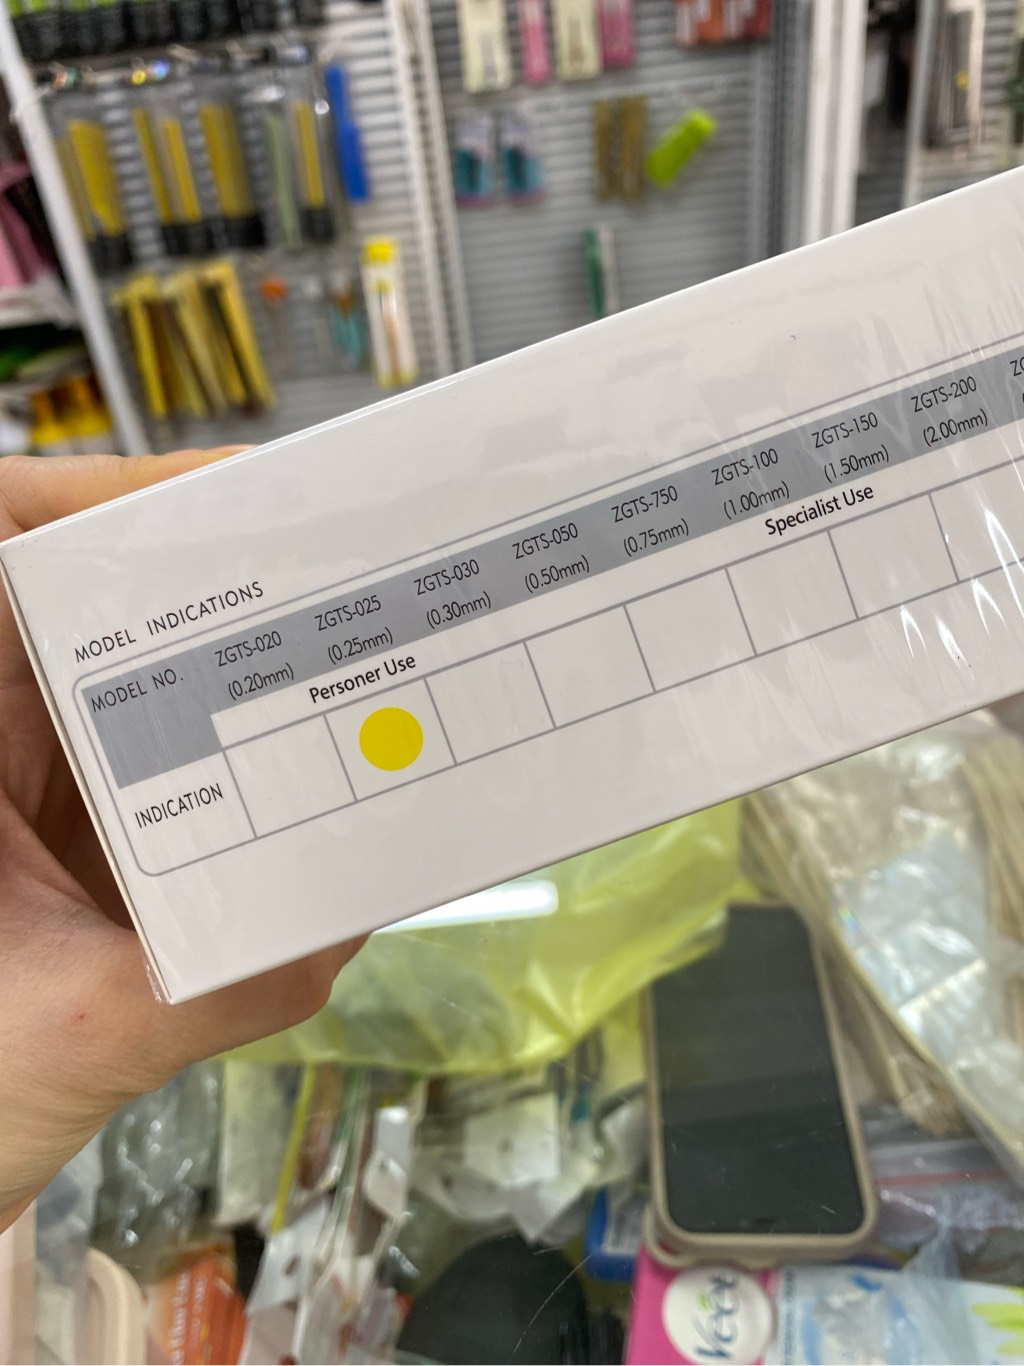 MODEL INDICATIONS
MODEL NO. ZGTS-020 ZGTS-025 ZGTS-030 ZGTS-050 ZGTS-750 ZGTS-100 ZGTS-150 ZGTS-200
(0.20mm) (0.25mm) (0.30mm) (0.50mm) (0.75mm) (1.00mm) (1.50mm) (2.00mm)
Personer Use Specialist Use
INDICATION
Veet